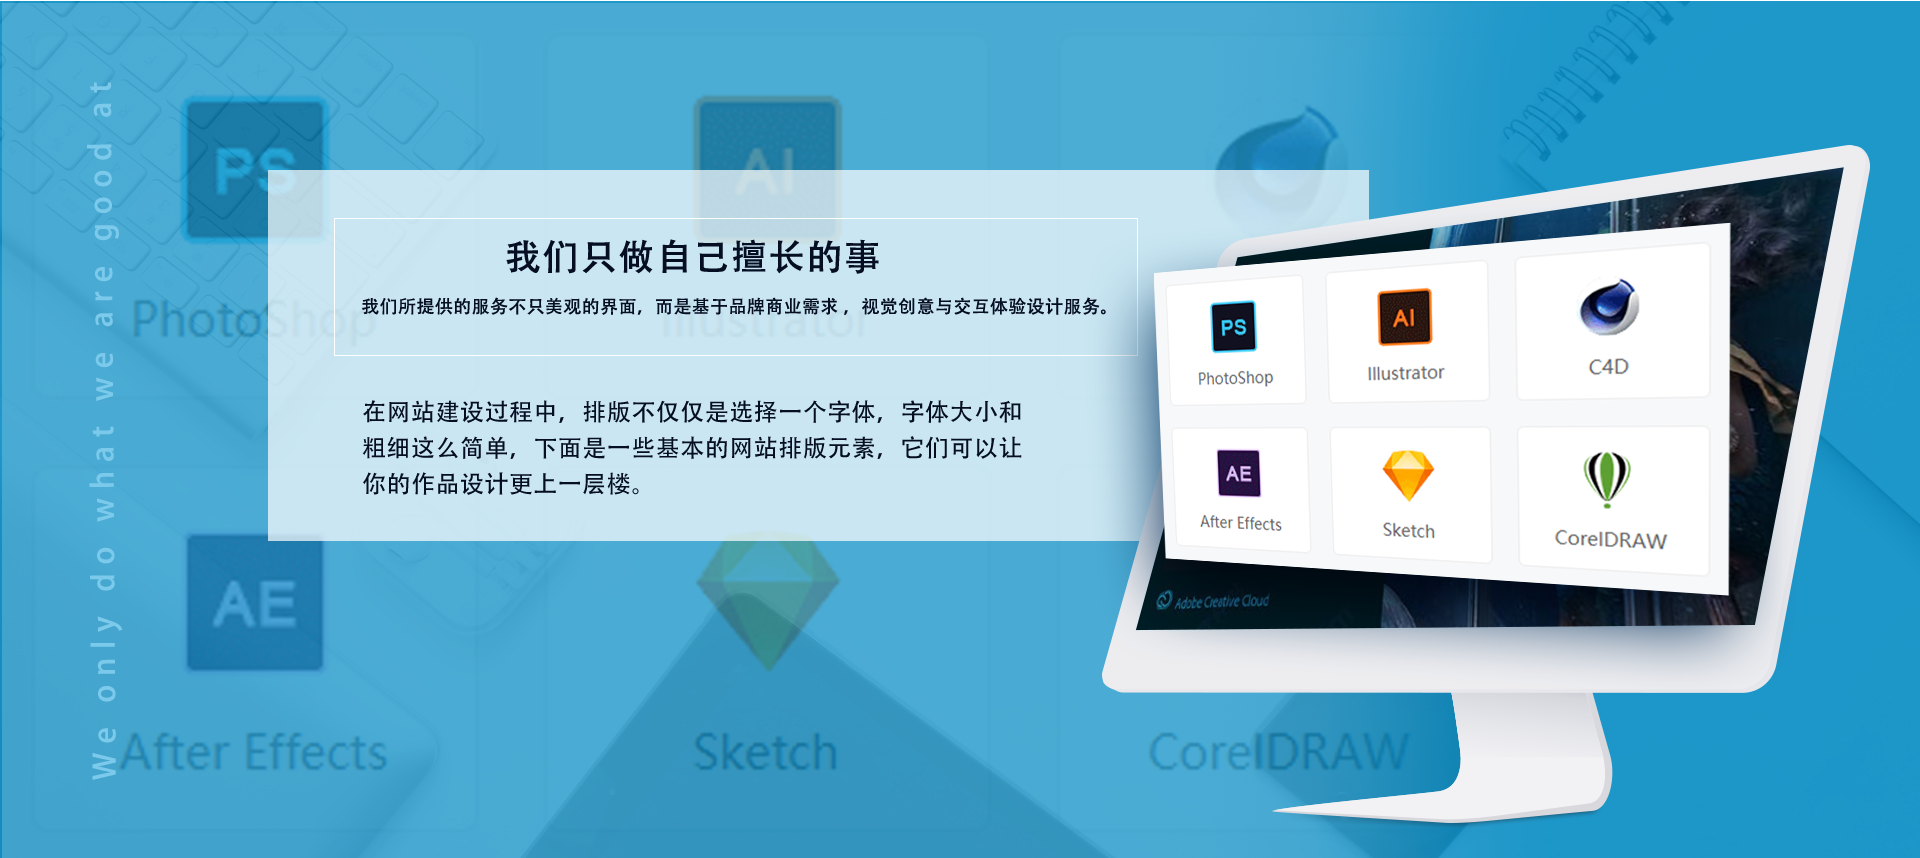 We only do what we are good at
PS
AI
PhotoShop
Illustrator
AE
After Effects
Sketch
CorelDRAW
我们只做自己擅长的事
我们所提供的服务不只美观的界面，而是基于品牌商业需求，视觉创意与交互体验设计服务。
在网站建设过程中，排版不仅仅是选择一个字体，字体大小和
粗细这么简单，下面是一些基本的网站排版元素，它们可以让
你的作品设计更上一层楼。
PS
PhotoShop
AI
Illustrator
C4D
AE
After Effects
Sketch
CorelDRAW
Adobe Creative Cloud